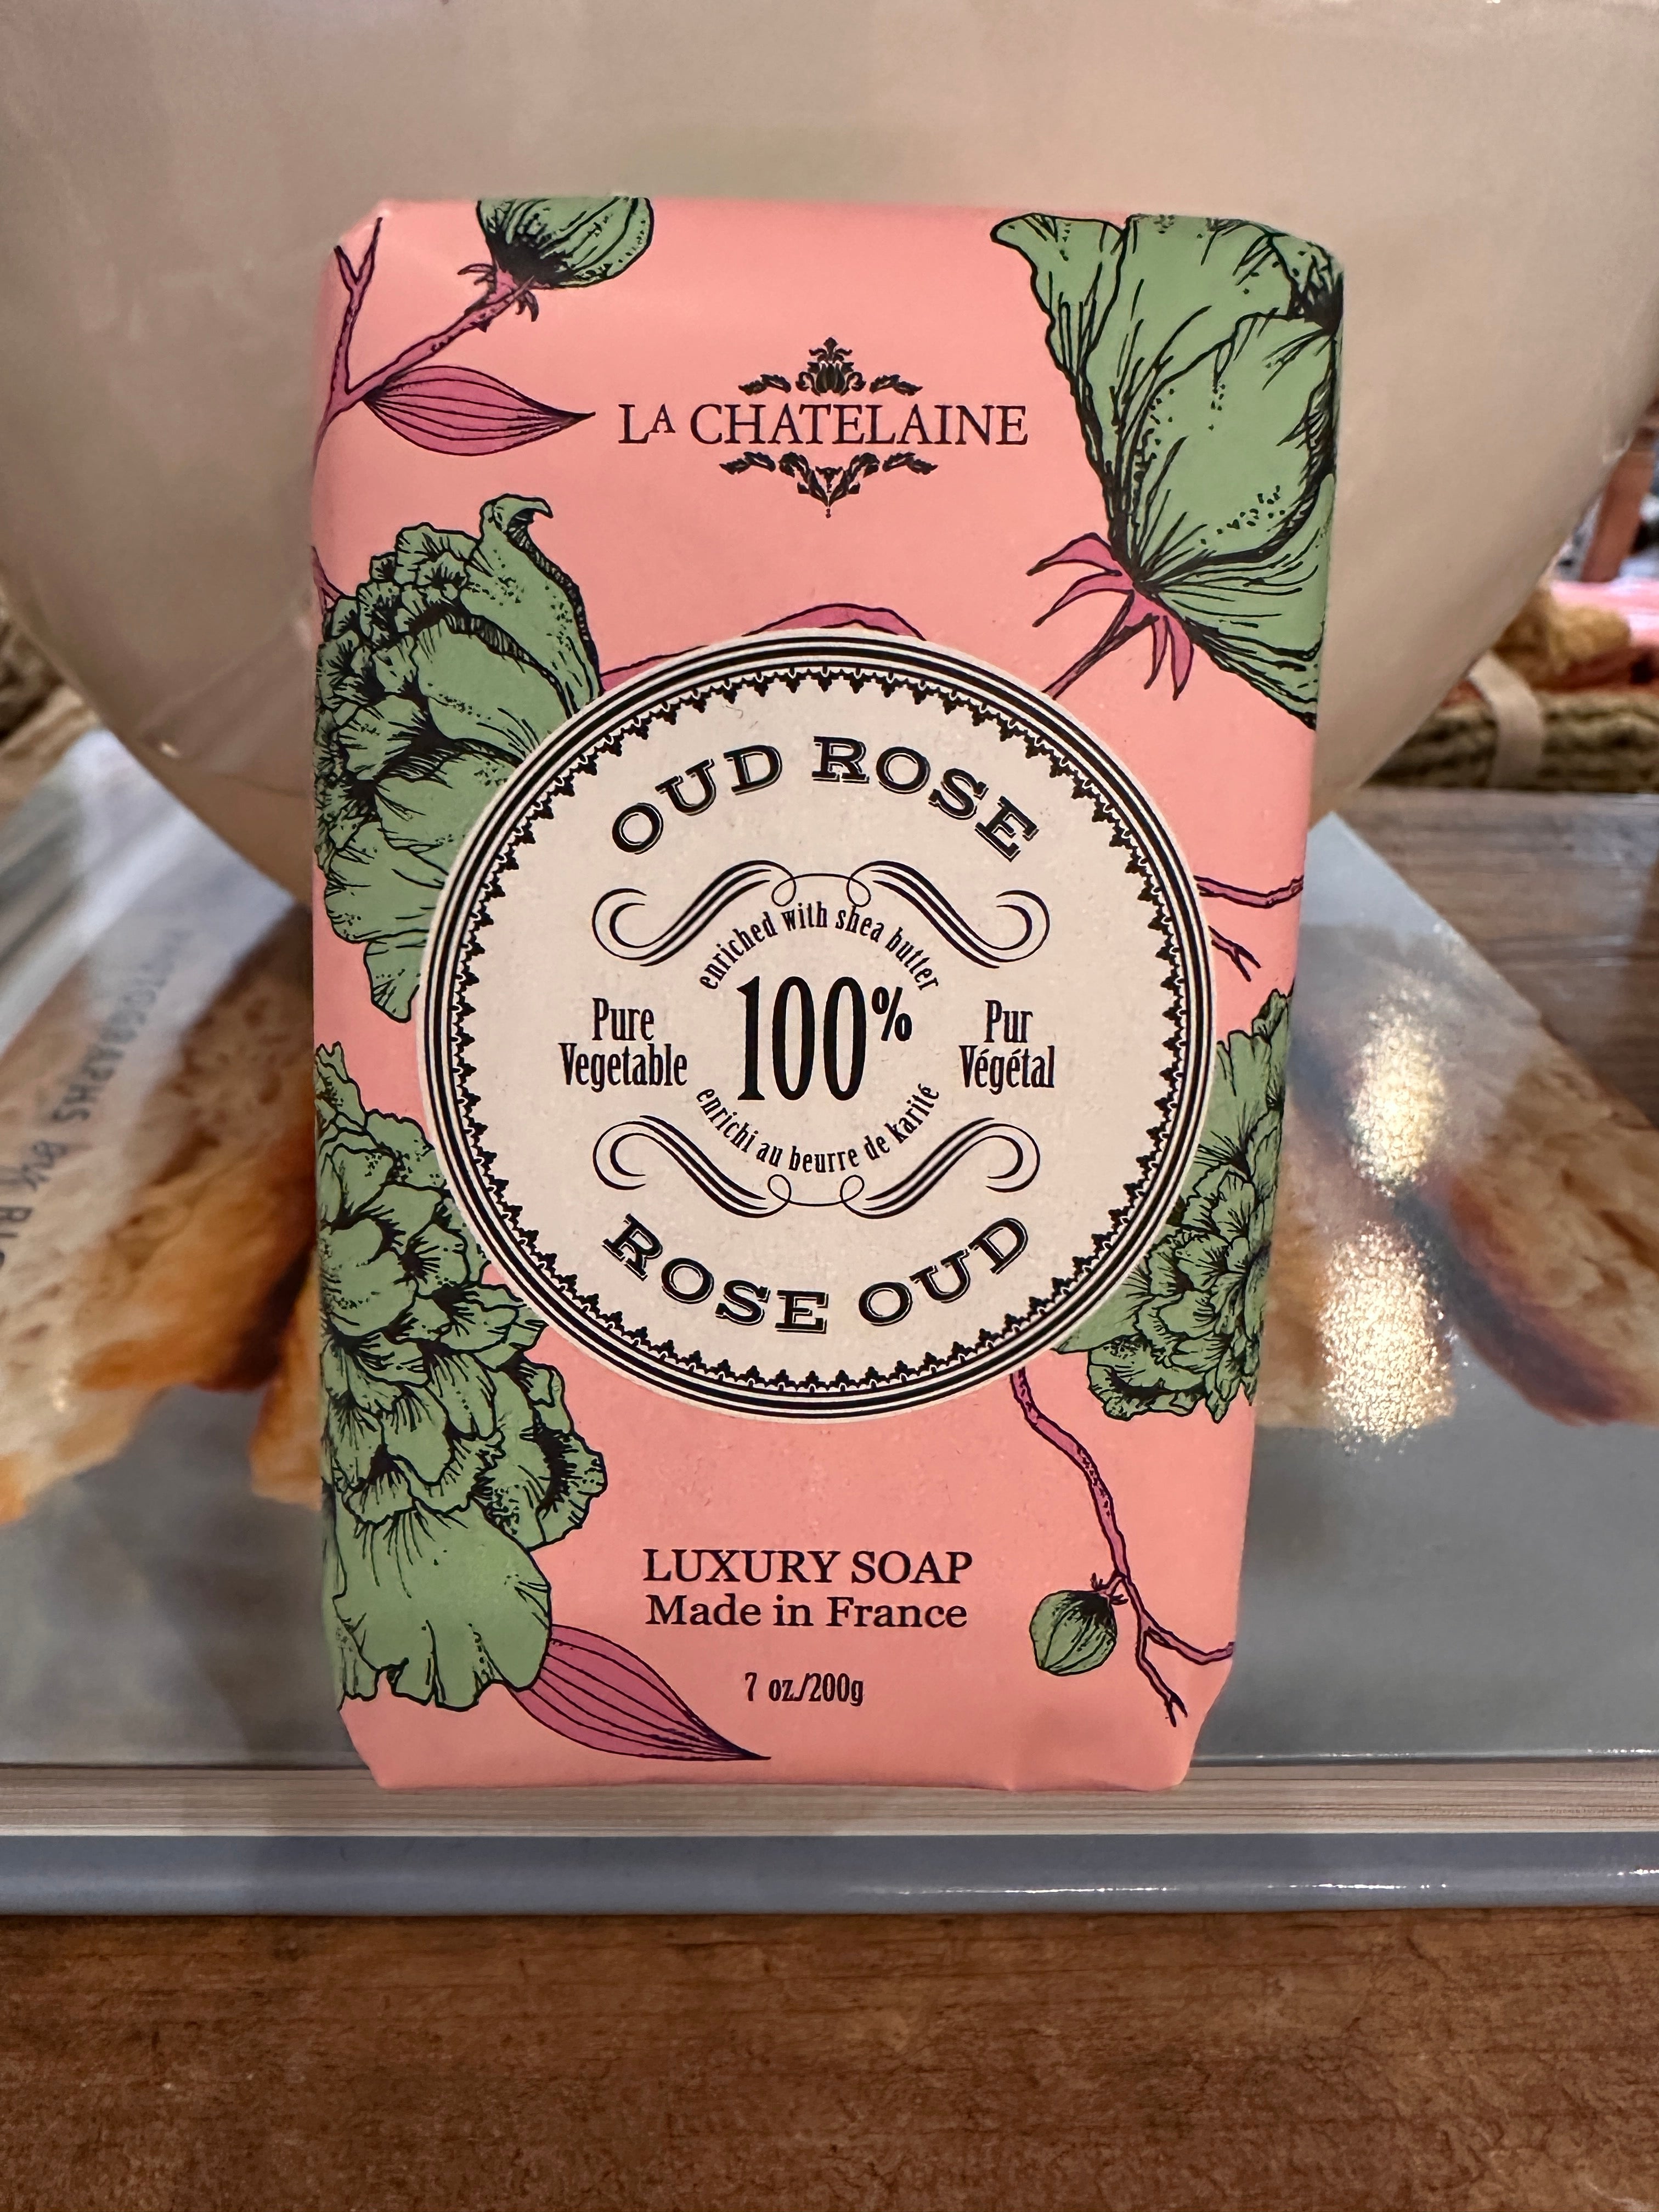 LA CHATELAINE
OUD ROSE
enriched with shea butter
Pure
Vegetable
100%
Pur
Végétal
enrichi au beurre de karité
ROSE OUD
LUXURY SOAP
Made in France
7 oz./200g
BY